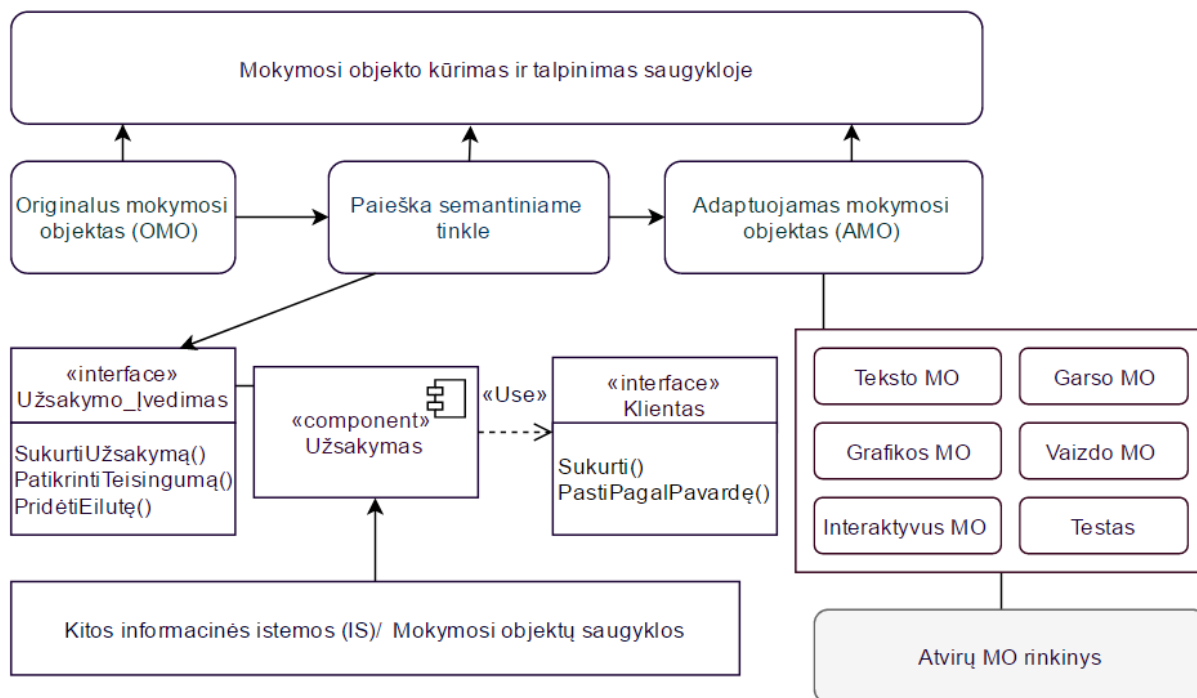 Mokymosi objekto kūrimas ir talpinimas saugykloje
Originalus mokymosi
objektas (OMO)
Paieška semantiniame
tinkle
Adaptuojamas mokymosi
objektas (AMO)
«interface»
Užsakymo_Įvedimas
SukurtiUžsakymą()
PatikrintiTeisingumą()
PridėtiEilutę()
«component»
Užsakymas
«Use»
«interface»
Klientas
Sukurti()
PastiPagalPavardę()
Teksto MO
Garso MO
Grafikos MO
Vaizdo MO
Interaktyvus MO
Testas
Kitos informacinės istemos (IS)/ Mokymosi objektų saugyklos
Atvirų MO rinkinys